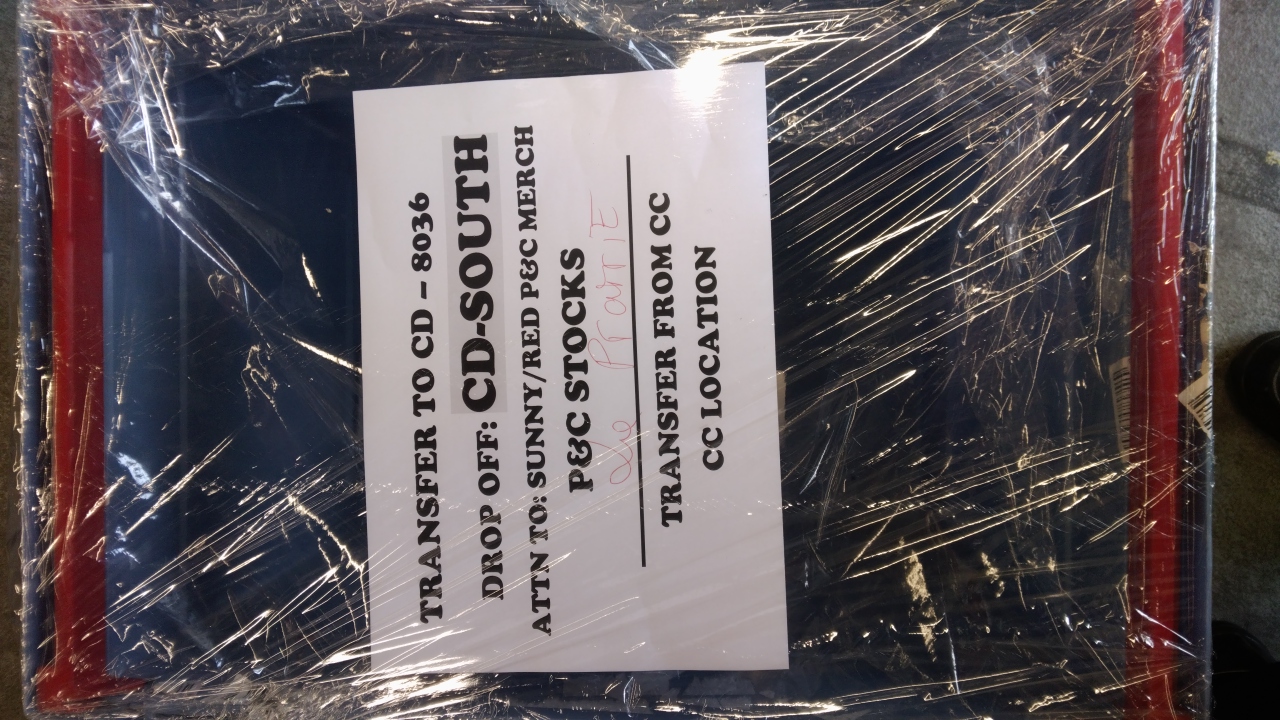 TRANSFER TO CD – 8036
DROP OFF: CD-SOUTH
ATTN TO: SUNNY/RED P&C MERCH
P&C STOCKS
TRANSFER FROM CC
CC LOCATION